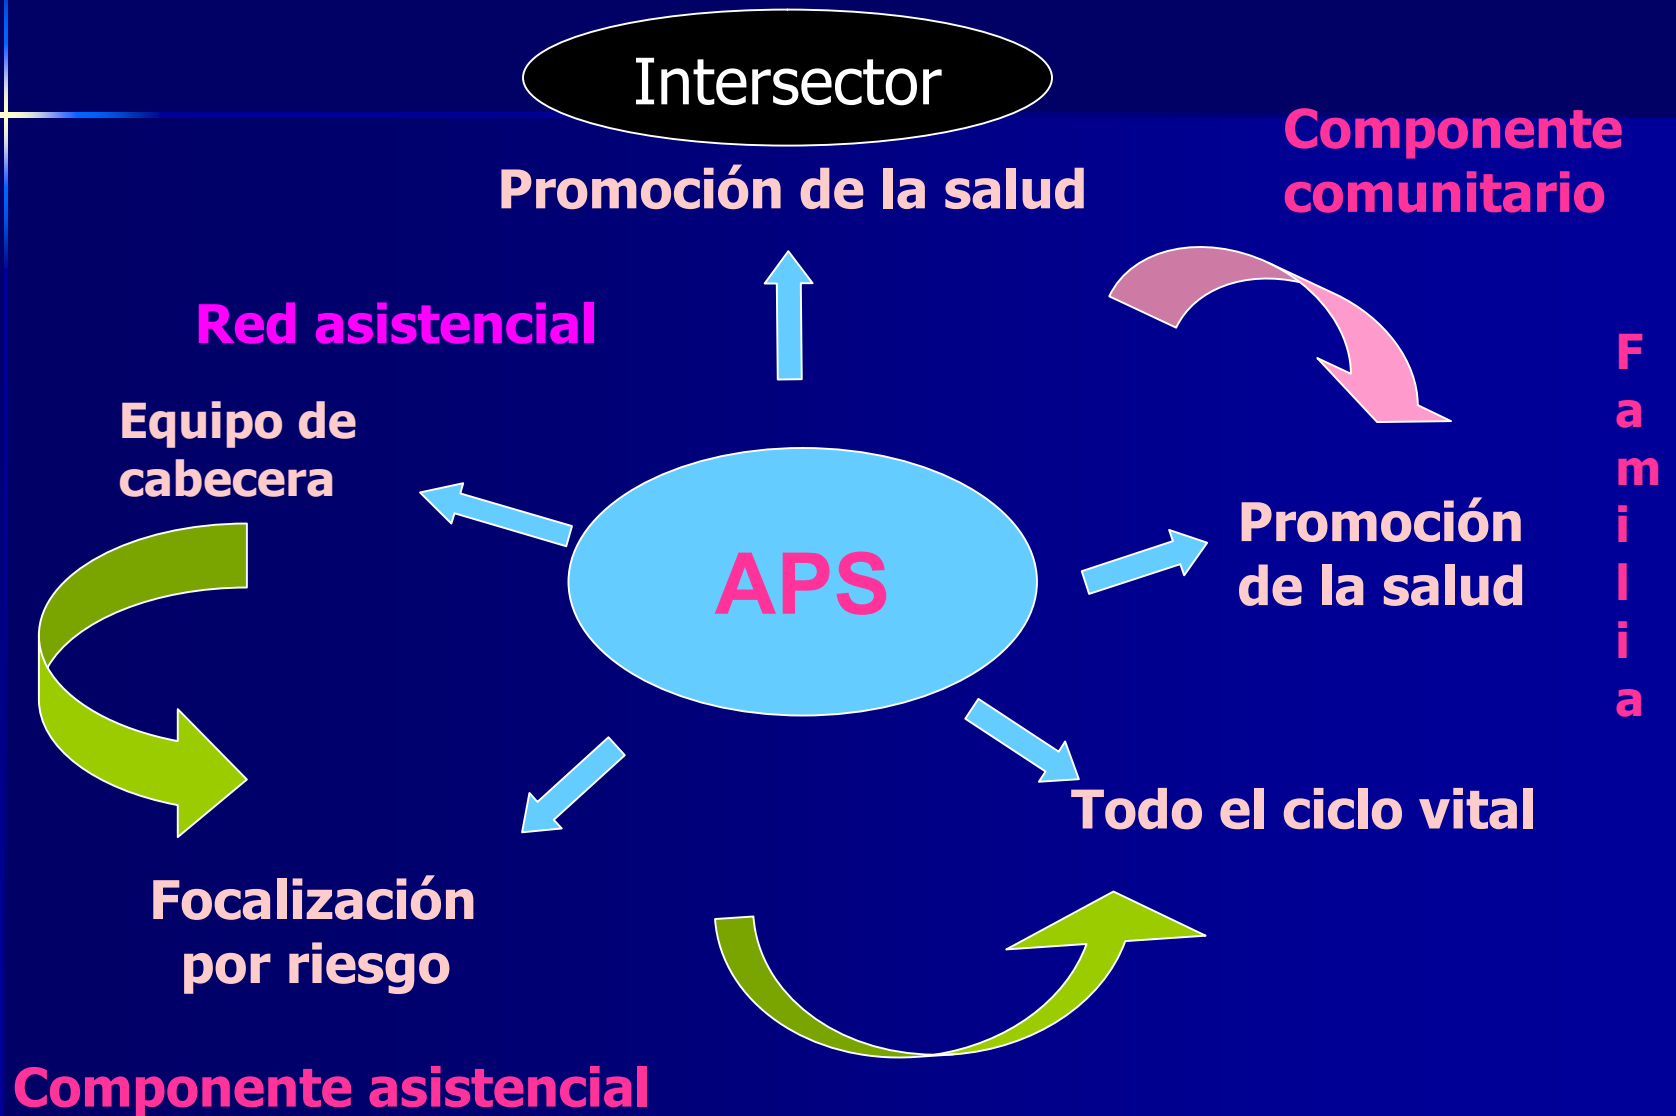 Intersector
Promoción de la salud
Componente
comunitario
Red asistencial
Equipo de
cabecera
APS
Promoción
de la salud
F
a
m
i
l
i
a
Todo el ciclo vital
Focalización
por riesgo
Componente asistencial